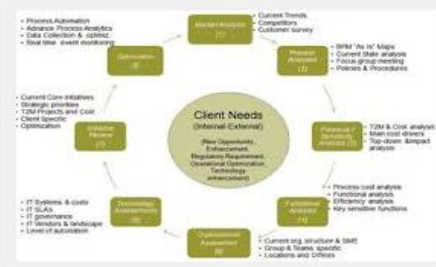 Market Analysis
(1)
• Current Trends
• Competitors
• Customer survey
Process
Analysis
(2)
• BPM "As Is" Maps
• Current State analysis
• Focus group meeting
• Policies & Procedures
Financial /
Sensitivity
Analysis (3)
• T2M & Cost analysis
• Main cost drivers
• Top-down &impact
analysis
Functional
Analysis
(4)
• Process cost analysis
• Functional analysis
• Efficiency analysis
• Key sensitive functions
Organizational
Assessment
• Current org. structure & SME
• Group & Teams specific
• Locations and Offices
Technology
Assessments
(6)
• IT Systems & costs
• IT SLAs
• IT governance
• IT Vendors & landscape
• Level of automation
Initiative
Review
(7)
• Current Core initiatives
• Strategic priorities
• T2M Projects and Cost
• Client Specific
Optimization
Optimization
• Process Automation
• Advance Process Analytics
• Data Collection & optimiz.
• Real time event monitoring
Client Needs
(Internal-External)
(New Opportunity,
Enhancement,
Regulatory Requirement,
Operational Optimization,
Technology
enhancement)